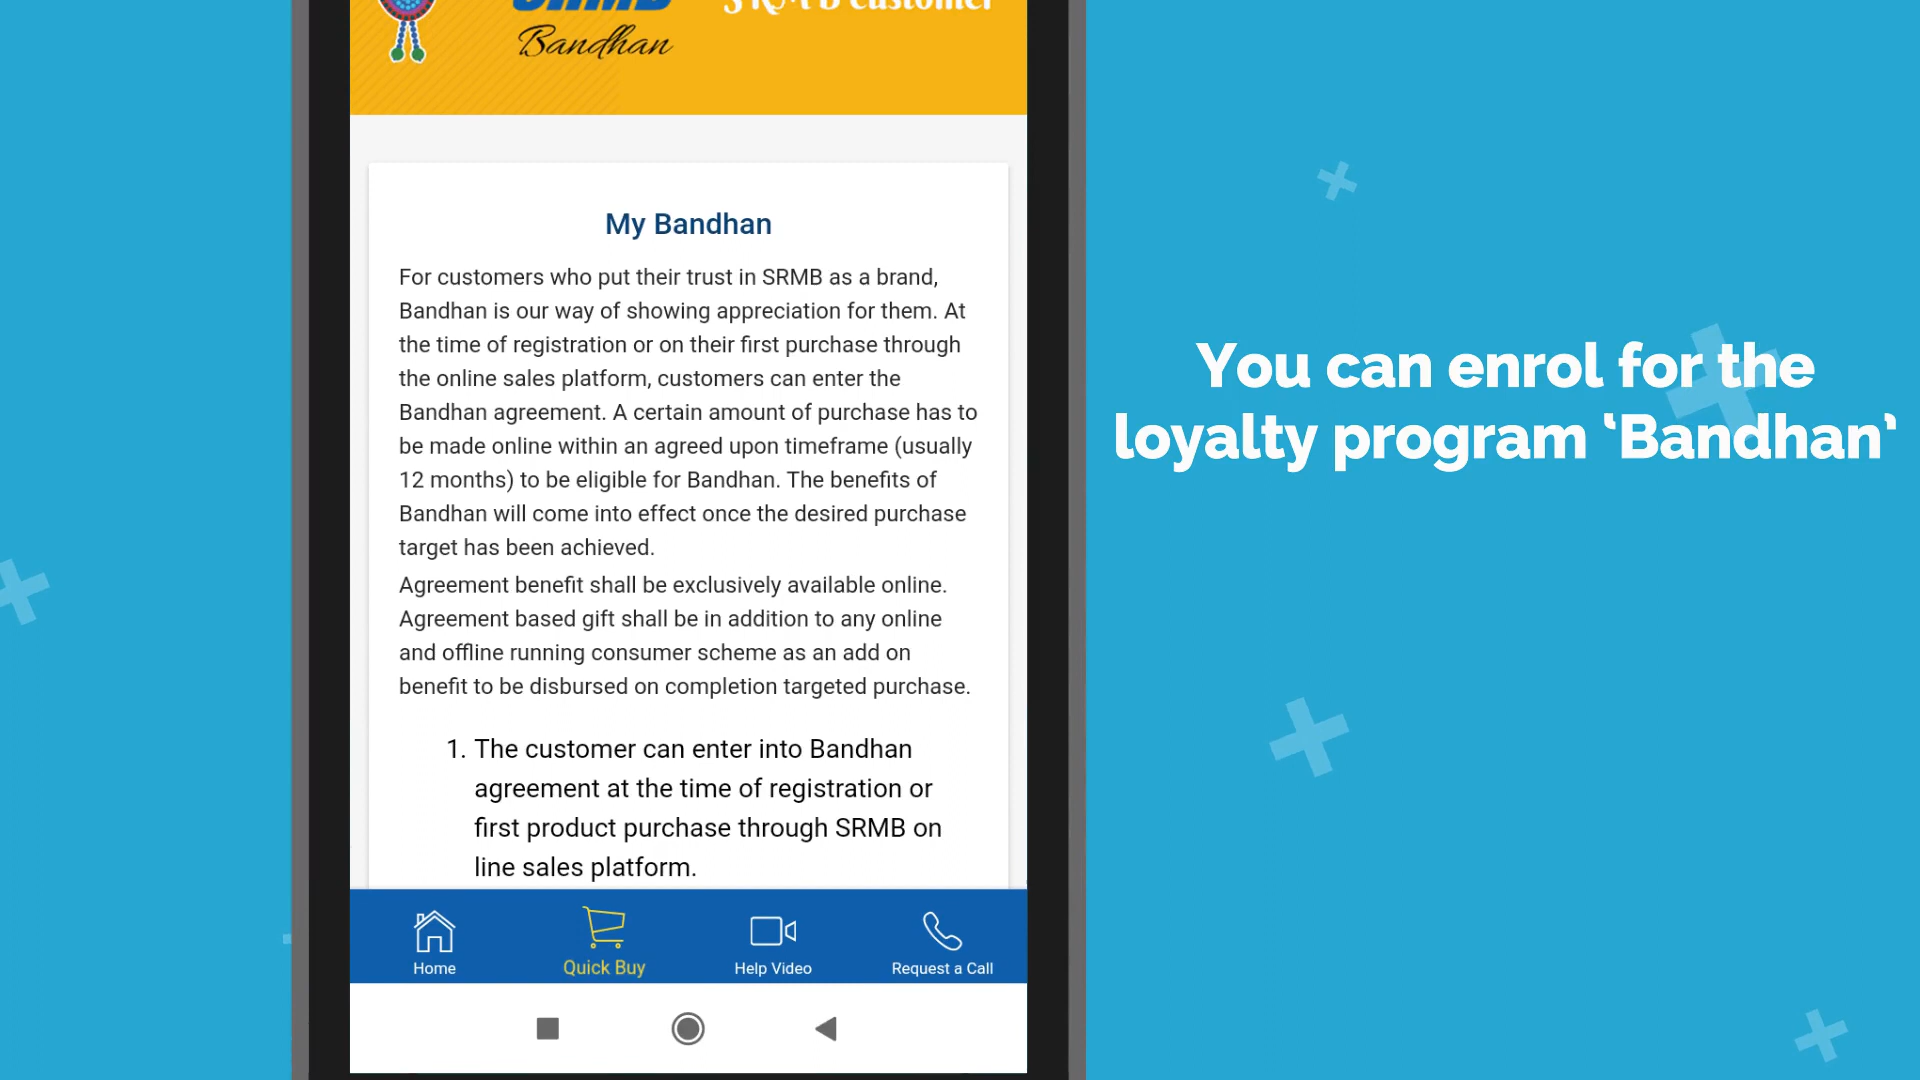 SRMB
SRMB Customer
Bandhan
My Bandhan
For customers who put their trust in SRMB as a brand,
Bandhan is our way of showing appreciation for them. At
the time of registration or on their first purchase through
the online sales platform, customers can enter the
Bandhan agreement. A certain amount of purchase has to
be made online within an agreed upon timeframe (usually
12 months) to be eligible for Bandhan. The benefits of
Bandhan will come into effect once the desired purchase
target has been achieved.
Agreement benefit shall be exclusively available online.
Agreement based gift shall be in addition to any online
and offline running consumer scheme as an add on
benefit to be disbursed on completion targeted purchase.
1. The customer can enter into Bandhan
agreement at the time of registration or
first product purchase through SRMB on
line sales platform.
Home
Quick Buy
Help Video
Request a Call
You can enrol for the
loyalty program ‘Bandhan’